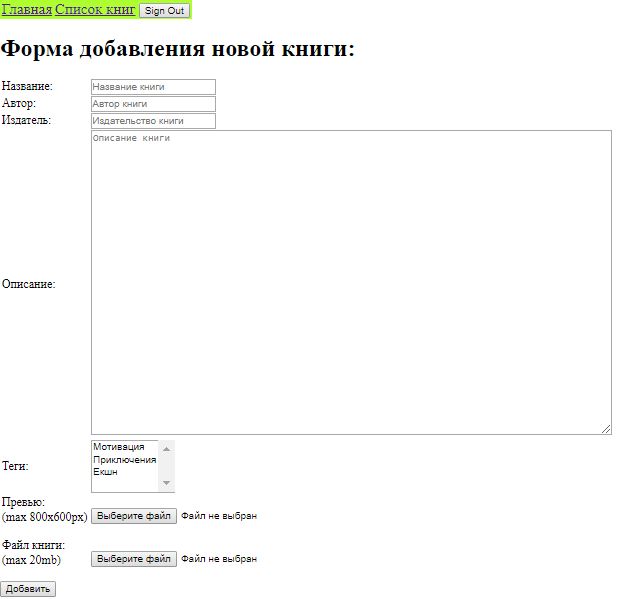 Главная Список книг Sign Out
Форма добавления новой книги:
Название: Название книги
Автор: Автор книги
Издатель: Издательство книги
Описание книги
Описание:
Мотивация
Приключения
Екшн
Теги:
Превью:
(max 800x600px) Выберите файл Файл не выбран
Файл книги:
(max 20mb) Выберите файл Файл не выбран
Добавить